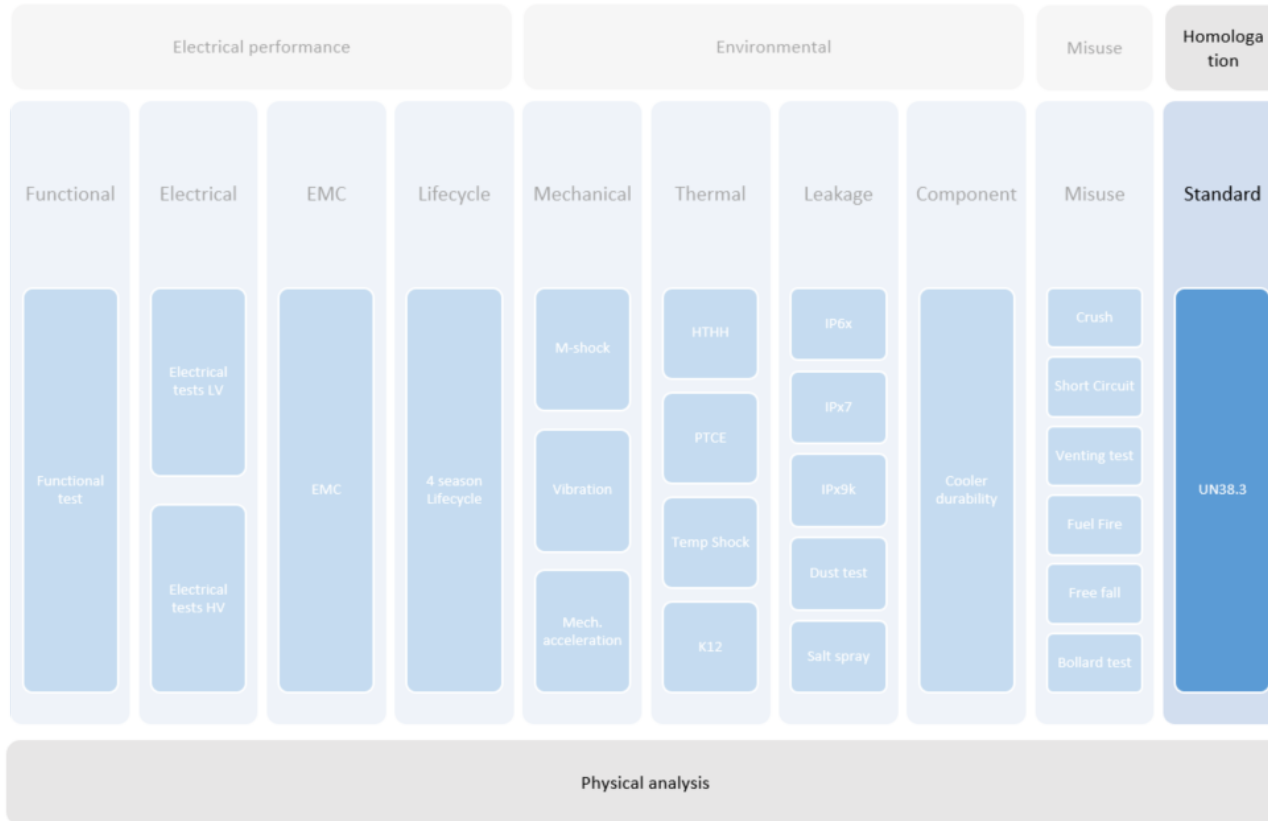 Electrical performance
Environmental
Misuse
Homologa
tion
Functional
Electrical
EMC
Lifecycle
Mechanical
Thermal
Leakage
Component
Misuse
Standard
Functional
test
Electrical
tests LV
Electrical
tests HV
EMC
4 season
Lifecycle
M-shock
Vibration
Mech.
acceleration
HTHH
PTCE
Temp Shock
K12
IP6x
IPx7
IPx9k
Dust test
Salt spray
Cooler
durability
Crush
Short Circuit
Venting test
Fuel Fire
Free fall
Bollard test
UN38.3
Physical analysis